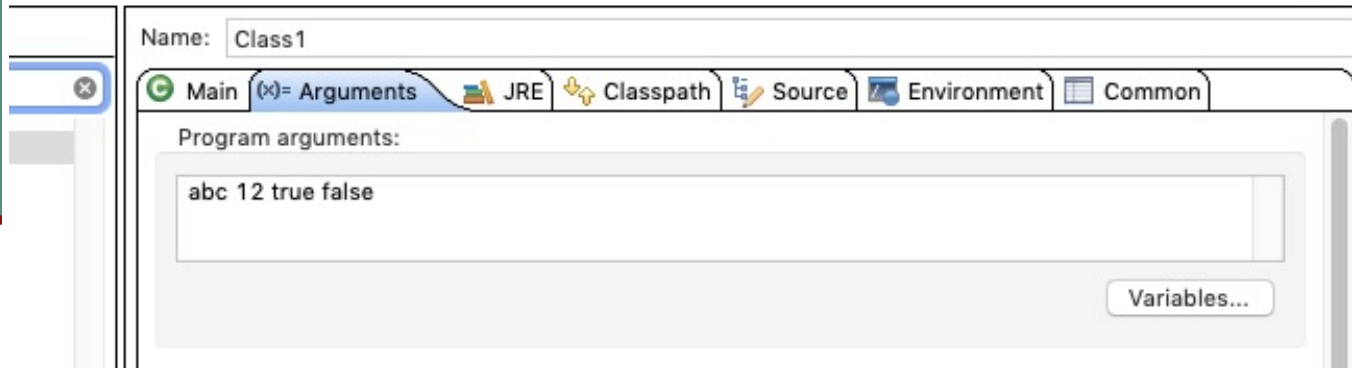 Name: Class1
Main (x)= Arguments JRE Classpath Source Environment Common
Program arguments:
abc 12 true false
Variables...